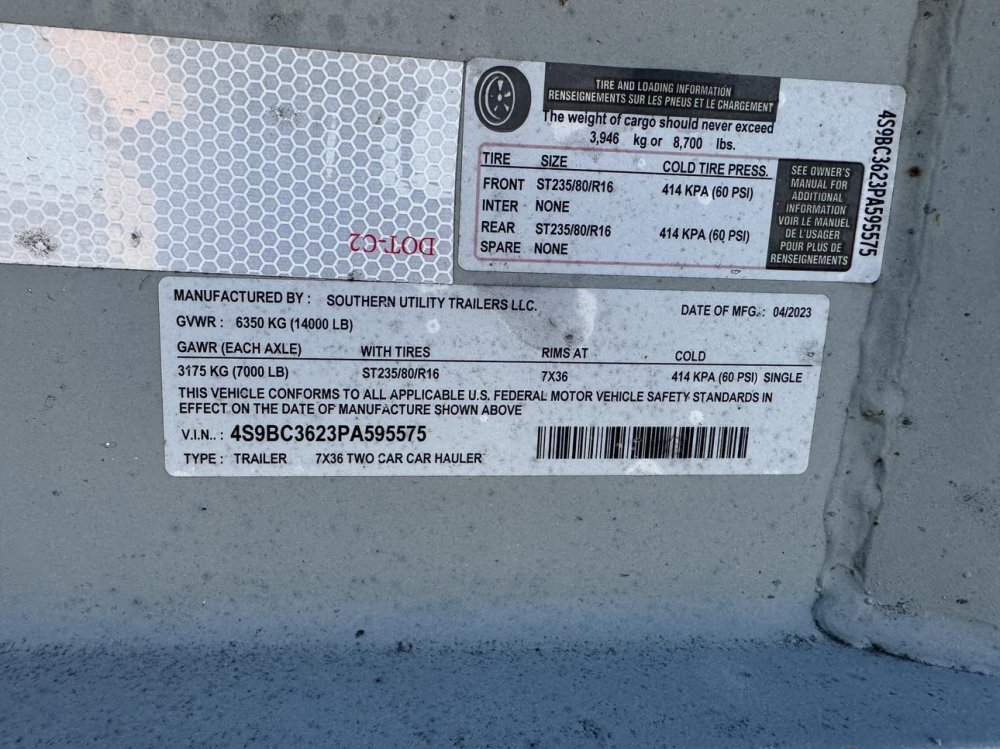 DOT-C2
TIRE AND LOADING INFORMATION
RENSEIGNEMENTS SUR LES PNEUS ET LE CHARGEMENT
The weight of cargo should never exceed
3,946 kg or 8,700 lbs.
TIRE SIZE COLD TIRE PRESS.
FRONT ST235/80/R16 414 KPA (60 PSI)
INTER NONE
REAR ST235/80/R16 414 KPA (60 PSI)
SPARE NONE
SEE OWNER'S
MANUAL FOR
ADDITIONAL
INFORMATION
VOIR LE MANUEL
DE L'USAGER
POUR PLUS DE
RENSEIGNEMENTS
4S9BC3623PA595575
MANUFACTURED BY : SOUTHERN UTILITY TRAILERS LLC. DATE OF MFG. : 04/2023
GVWR : 6350 KG (14000 LB)
GAWR (EACH AXLE) WITH TIRES RIMS AT COLD
3175 KG (7000 LB) ST235/80/R16 7X36 414 KPA (60 PSI) SINGLE
THIS VEHICLE CONFORMS TO ALL APPLICABLE U.S. FEDERAL MOTOR VEHICLE SAFETY STANDARDS IN
EFFECT ON THE DATE OF MANUFACTURE SHOWN ABOVE
V.I.N.. : 4S9BC3623PA595575
TYPE : TRAILER 7X36 TWO CAR CAR HAULER